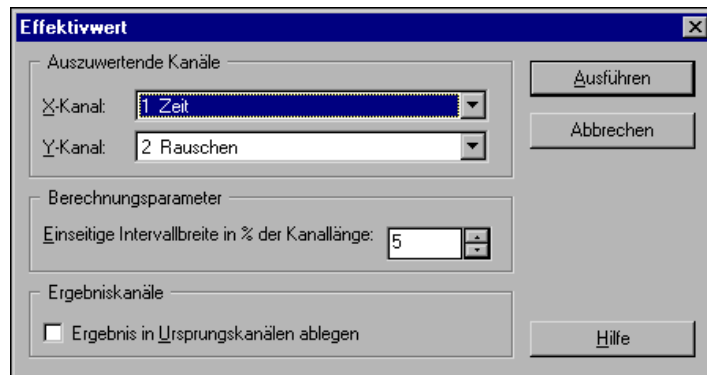 Effektivwert
Auszuwertende Kanäle
X-Kanal: 1 Zeit
Y-Kanal: 2 Rauschen
Berechnungsparameter
Einseitige Intervallbreite in % der Kanallänge: 5
Ergebniskanäle
Ergebnis in Ursprungskanälen ablegen
Ausführen
Abbrechen
Hilfe